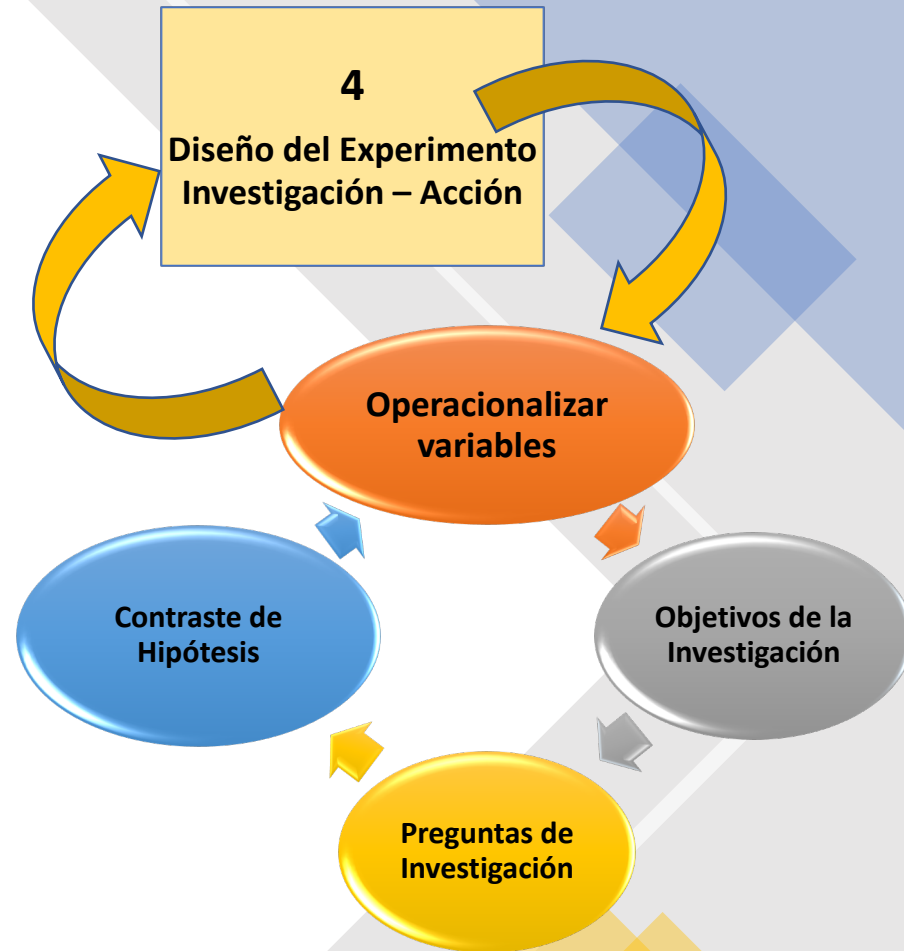 4
Diseño del Experimento
Investigación – Acción
Operacionalizar
variables
Contraste de
Hipótesis
Objetivos de la
Investigación
Preguntas de
Investigación